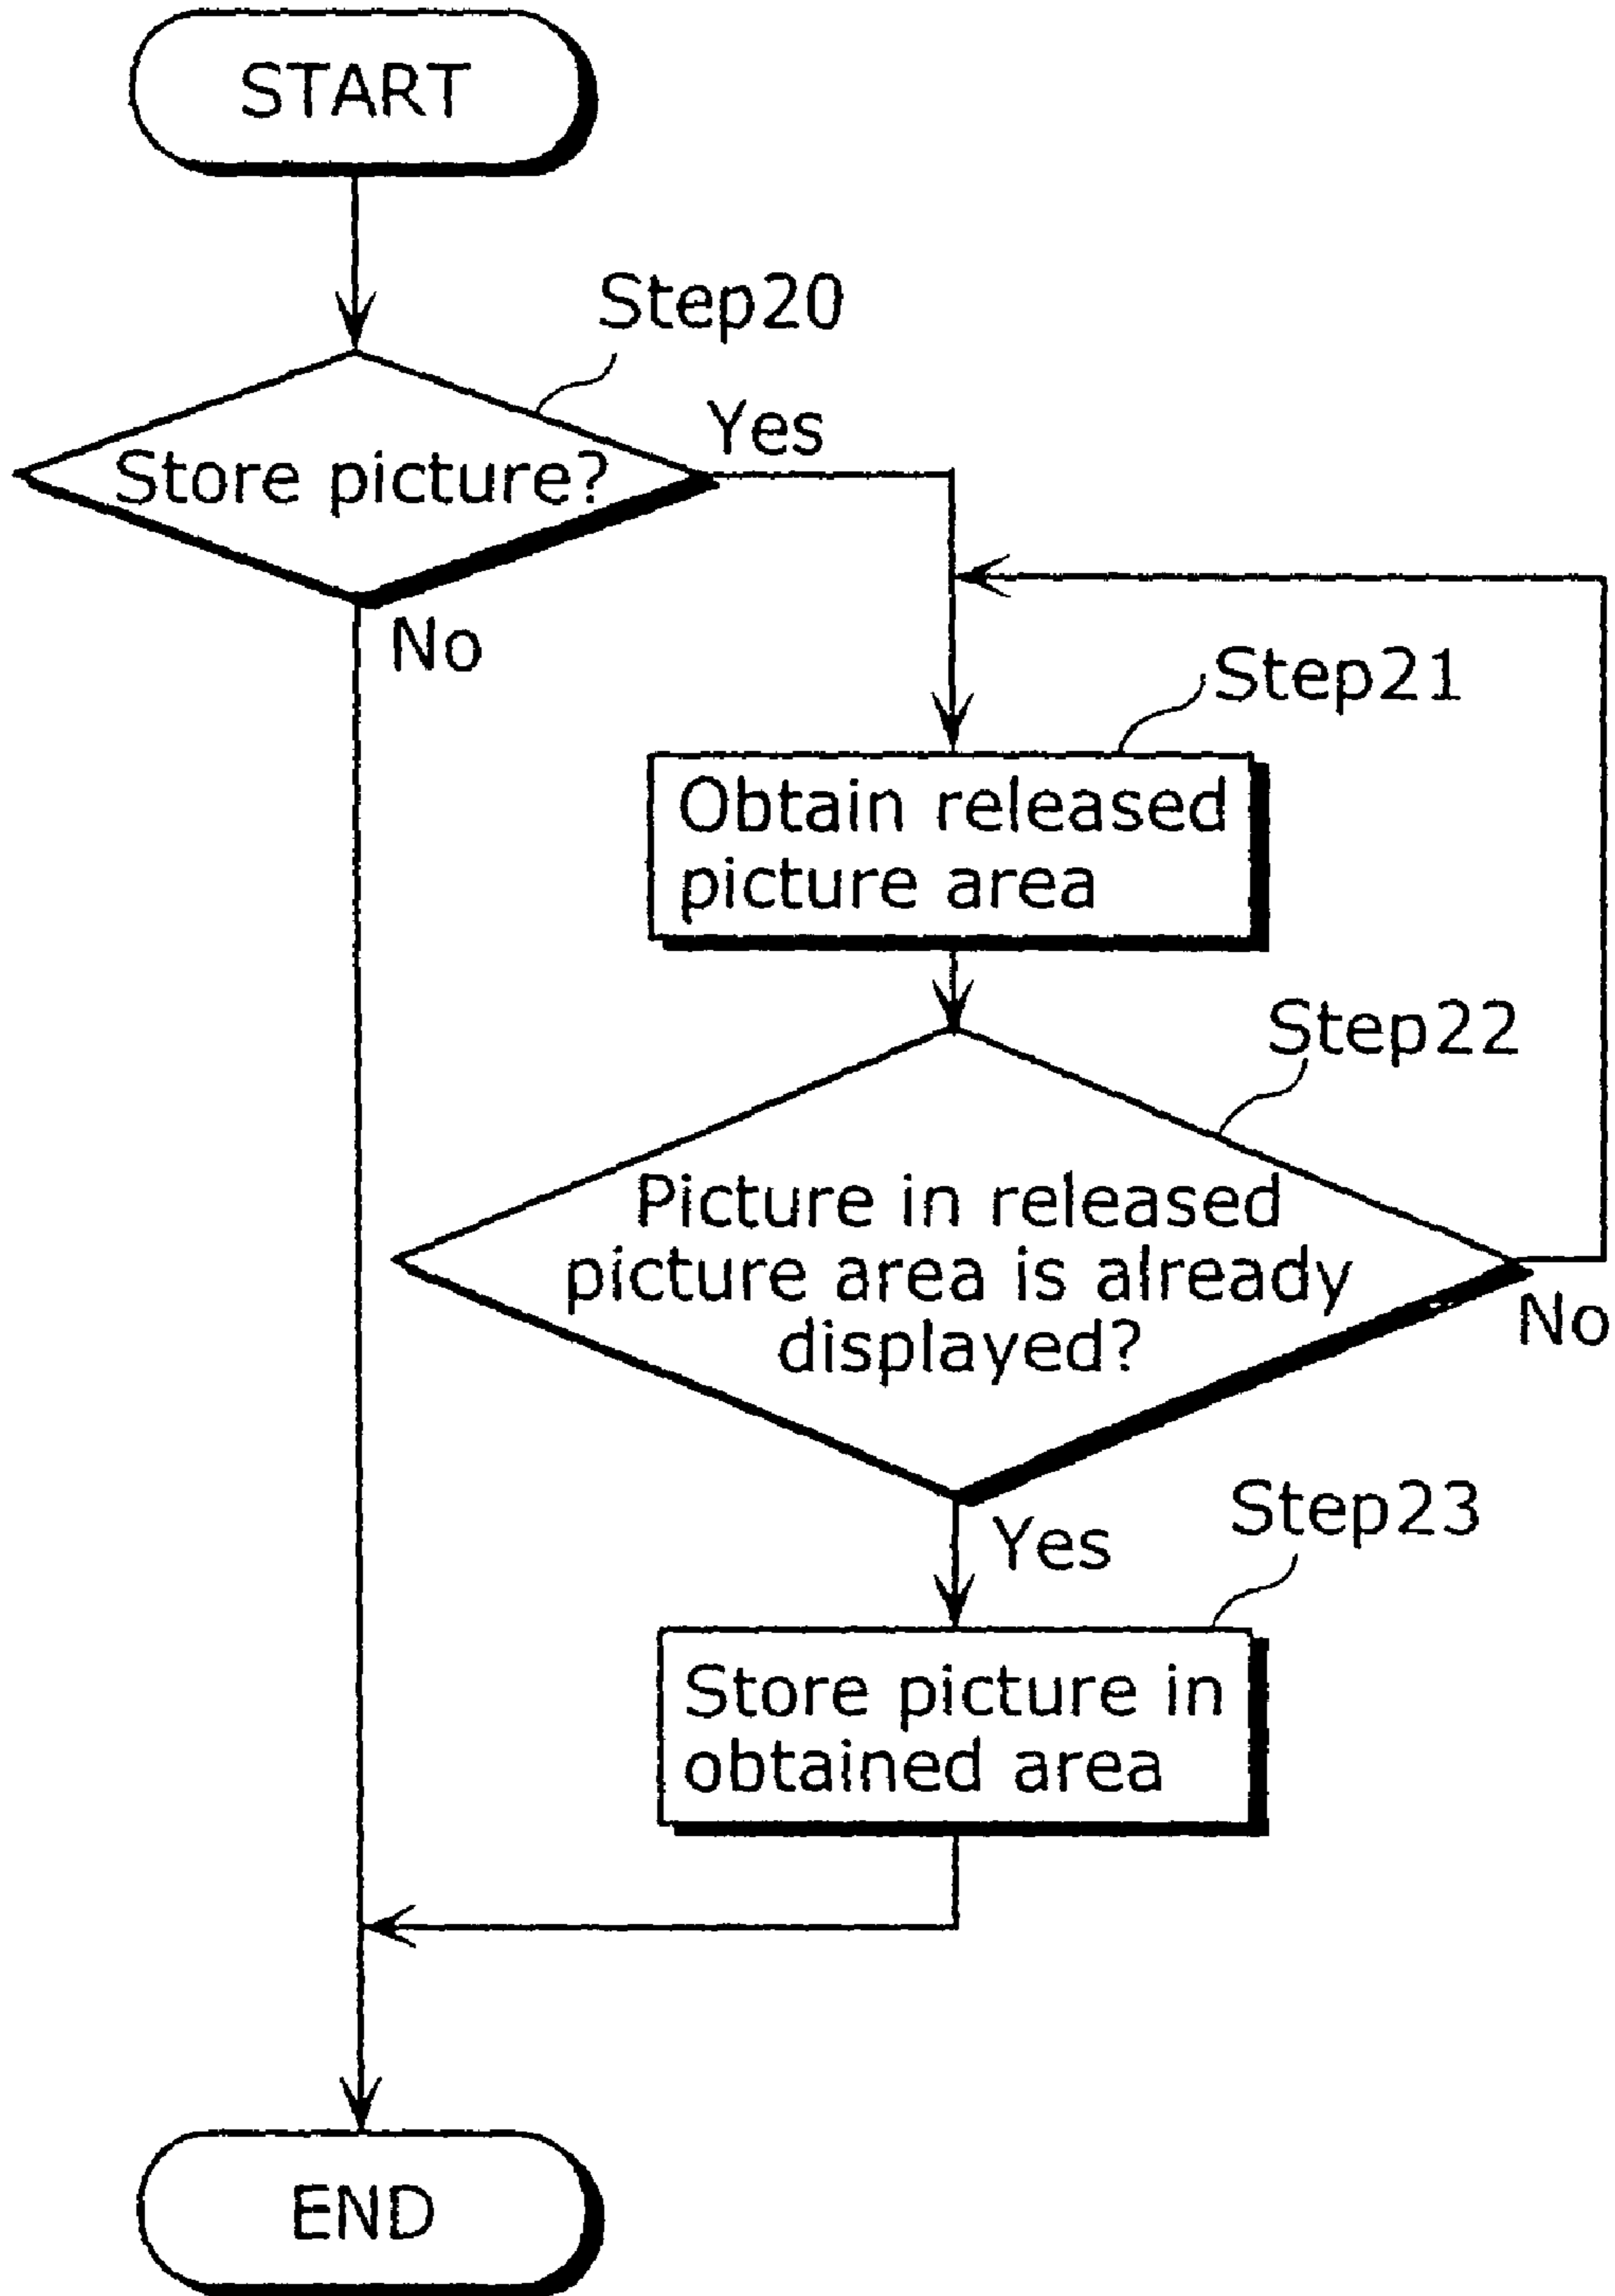 START
Step20
Yes
Store picture?
No
Step21
Obtain released
picture area
Step22
Picture in released
picture area is already
displayed?
No
Yes
Step23
Store picture in
obtained area
END